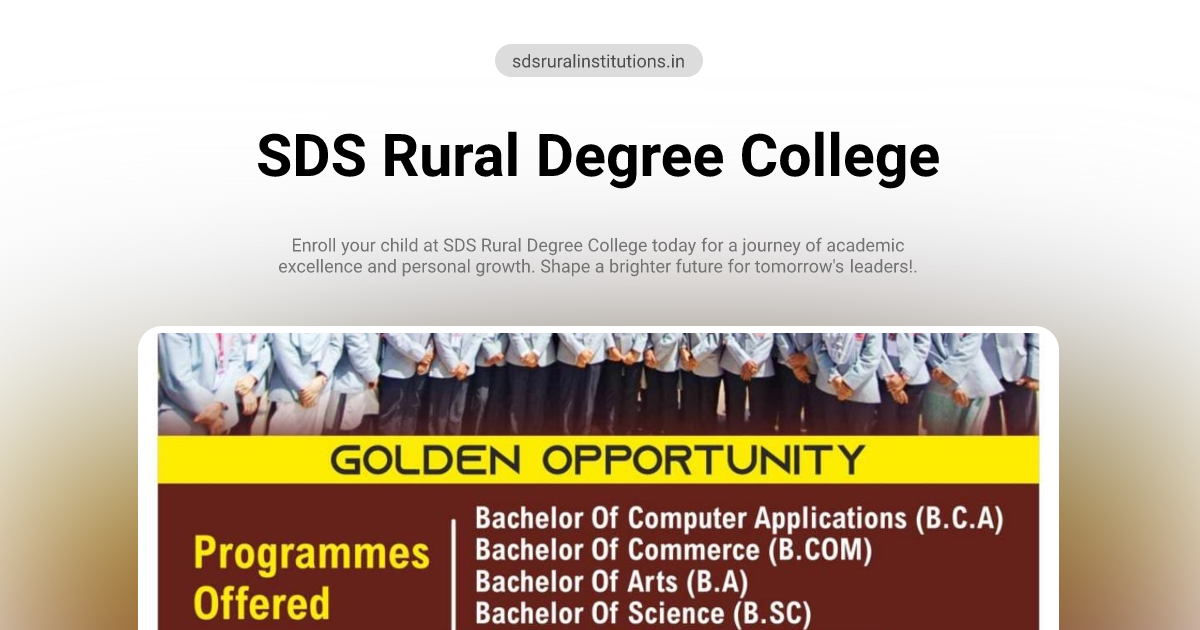 sdsruralinstitutions.in
SDS Rural Degree College
Enroll your child at SDS Rural Degree College today for a journey of academic
excellence and personal growth. Shape a brighter future for tomorrow's leaders!.
GOLDEN OPPORTUNITY
Programmes
Offered
Bachelor Of Computer Applications (B.C.A)
Bachelor Of Commerce (B.COM)
Bachelor Of Arts (B.A)
Bachelor Of Science (B.SC)